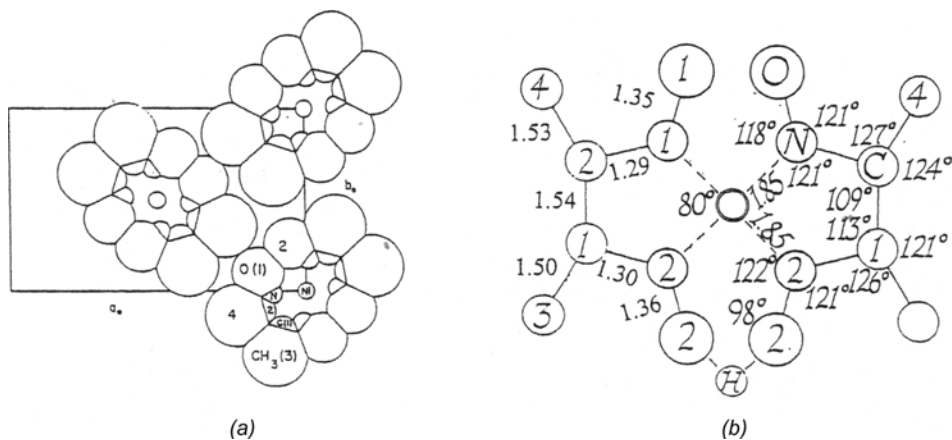 b₀
2
O(1)
N
Ni
2
C(1)
4
CH₃(3)
a₀
(a)
1
O
4
4
1.35
121°
118°
N
127°
1.53
1
2
1.29
121°
C
124°
1.85
80°
109°
1.54
1.85
113°
1
1
121°
1.50
1.30
2
122°
2
126°
3
1.36
98°
121°
2
2
H
(b)